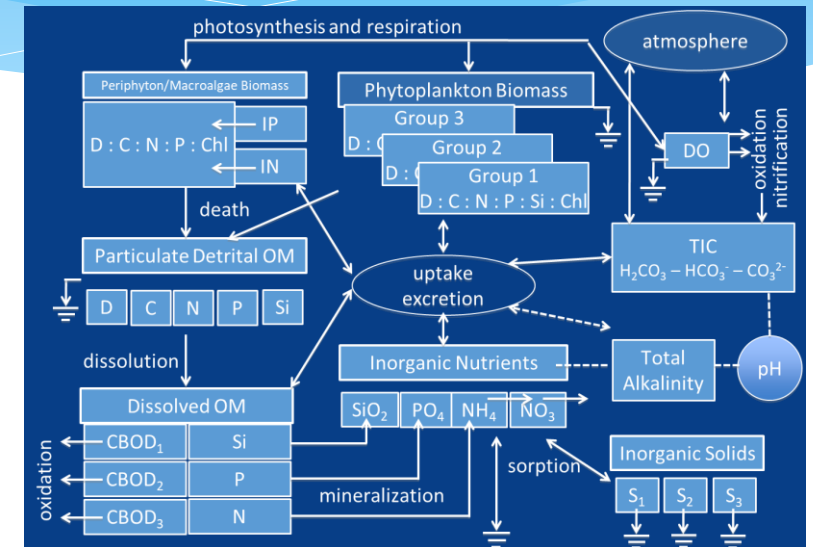 photosynthesis and respiration
atmosphere
Periphyton/Macroalgae Biomass
Phytoplankton Biomass
IP
D : C : N : P : Chl
IN
Group 3
D : C
Group 2
D : C
Group 1
D : C : N : P : Si : Chl
DO
oxidation
nitrification
death
Particulate Detrital OM
D C N P Si
uptake
excretion
TIC
H₂CO₃ – HCO₃⁻ – CO₃²⁻
dissolution
Inorganic Nutrients
Total
Alkalinity
pH
Dissolved OM
SiO₂ PO₄ NH₄ NO₃
CBOD₁ Si
CBOD₂ P
CBOD₃ N
oxidation
mineralization
sorption
Inorganic Solids
S₁ S₂ S₃